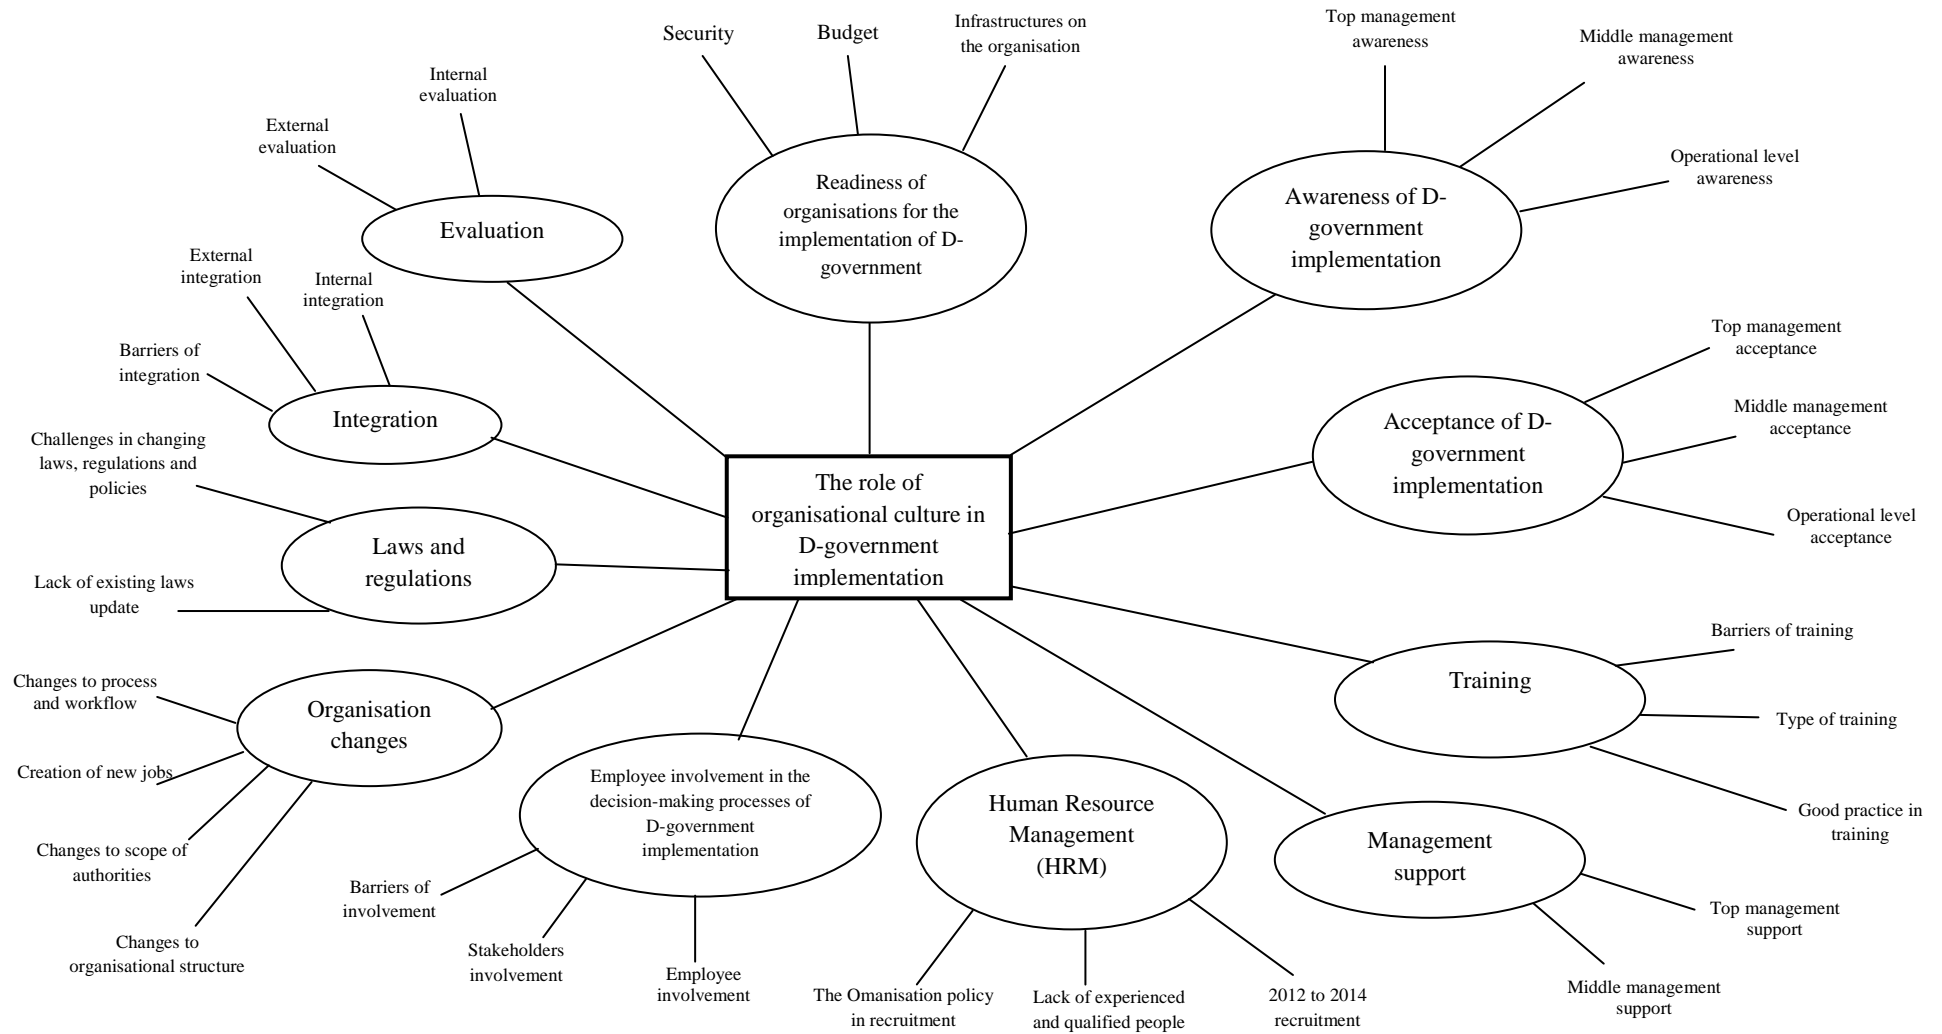 Security
Budget
Infrastructures on
the organisation
Top management
awareness
Middle management
awareness
Operational level
awareness
Internal
evaluation
External
evaluation
Evaluation
Readiness of
organisations for the
implementation of D-
government
Awareness of D-
government
implementation
External
integration
Internal
integration
Barriers of
integration
Integration
Top management
acceptance
Middle management
acceptance
Operational level
acceptance
Acceptance of D-
government
implementation
Challenges in changing
laws, regulations and
policies
Lack of existing laws
update
Laws and
regulations
The role of
organisational culture in
D-government
implementation
Barriers of training
Type of training
Good practice in
training
Training
Changes to process
and workflow
Creation of new jobs
Changes to scope of
authorities
Changes to
organisational structure
Organisation
changes
Employee involvement in the
decision-making processes of
D-government
implementation
Barriers of
involvement
Stakeholders
involvement
Employee
involvement
Human Resource
Management
(HRM)
The Omanisation policy
in recruitment
Lack of experienced
and qualified people
2012 to 2014
recruitment
Management
support
Top management
support
Middle management
support